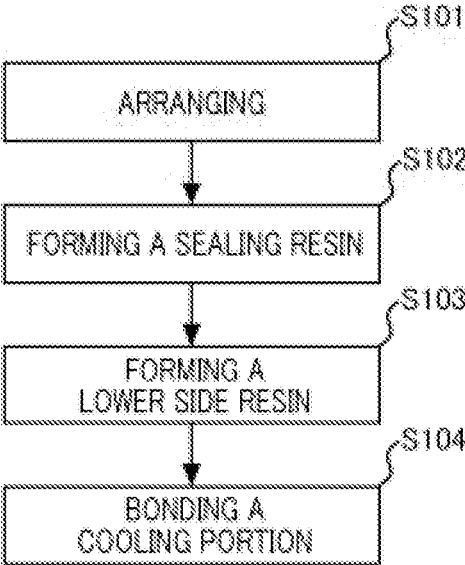 S101
ARRANGING
S102
FORMING A SEALING RESIN
S103
FORMING A
LOWER SIDE RESIN
S104
BONDING A
COOLING PORTION